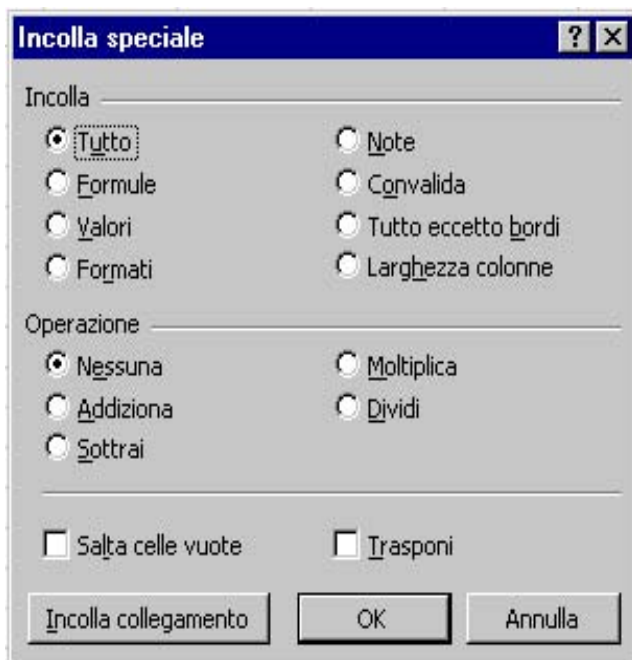 Incolla speciale
Incolla
Tutto
Note
Formule
Convalida
Valori
Tutto eccetto bordi
Formati
Larghezza colonne
Operazione
Nessuna
Moltiplica
Addiziona
Dividi
Sottrai
Salta celle vuote
Trasponi
Incolla collegamento
OK
Annulla